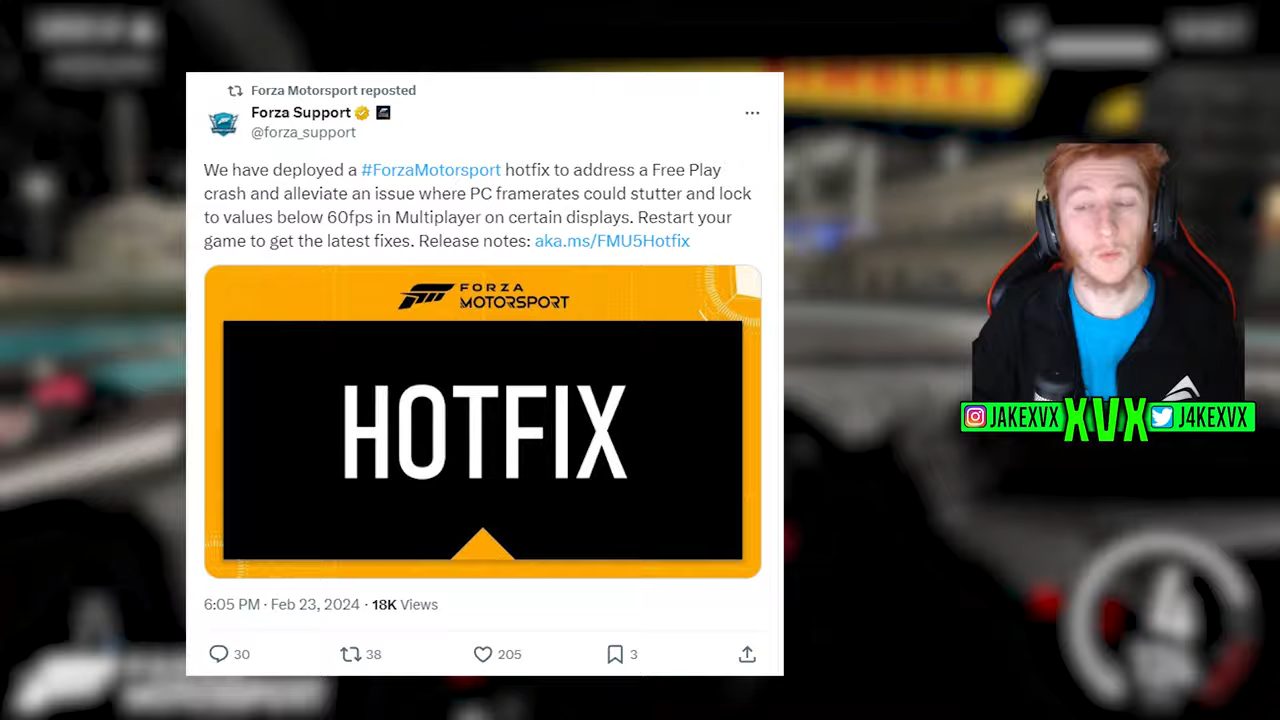 Forza Motorsport reposted
Forza Support
@forza_support
We have deployed a #ForzaMotorsport hotfix to address a Free Play
crash and alleviate an issue where PC framerates could stutter and lock
to values below 60fps in Multiplayer on certain displays. Restart your
game to get the latest fixes. Release notes: aka.ms/FMU5Hotfix
FORZA
MOTORSPORT
HOTFIX
6:05 PM · Feb 23, 2024 · 18K Views
30 38 205 3
JAKEXVX XVX J4KEXVX